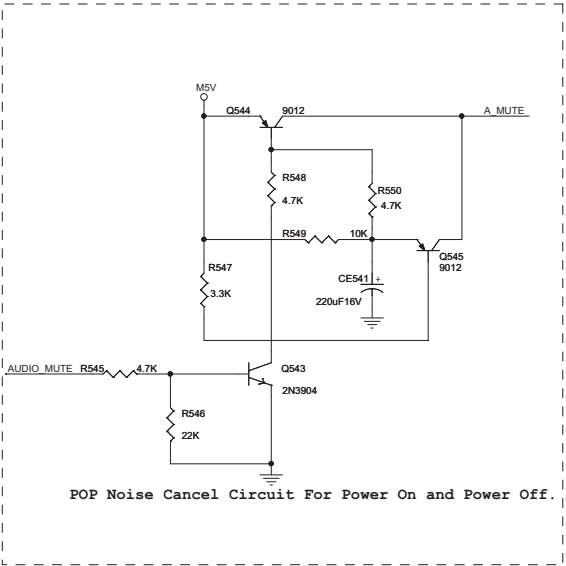 M5V
Q544 9012 A_MUTE
R548
4.7K
R550
4.7K
R549 10K
Q545
9012
R547
3.3K
CE541 +
220uF16V
AUDIO_MUTE R545 4.7K
Q543
2N3904
R546
22K
POP Noise Cancel Circuit For Power On and Power Off.